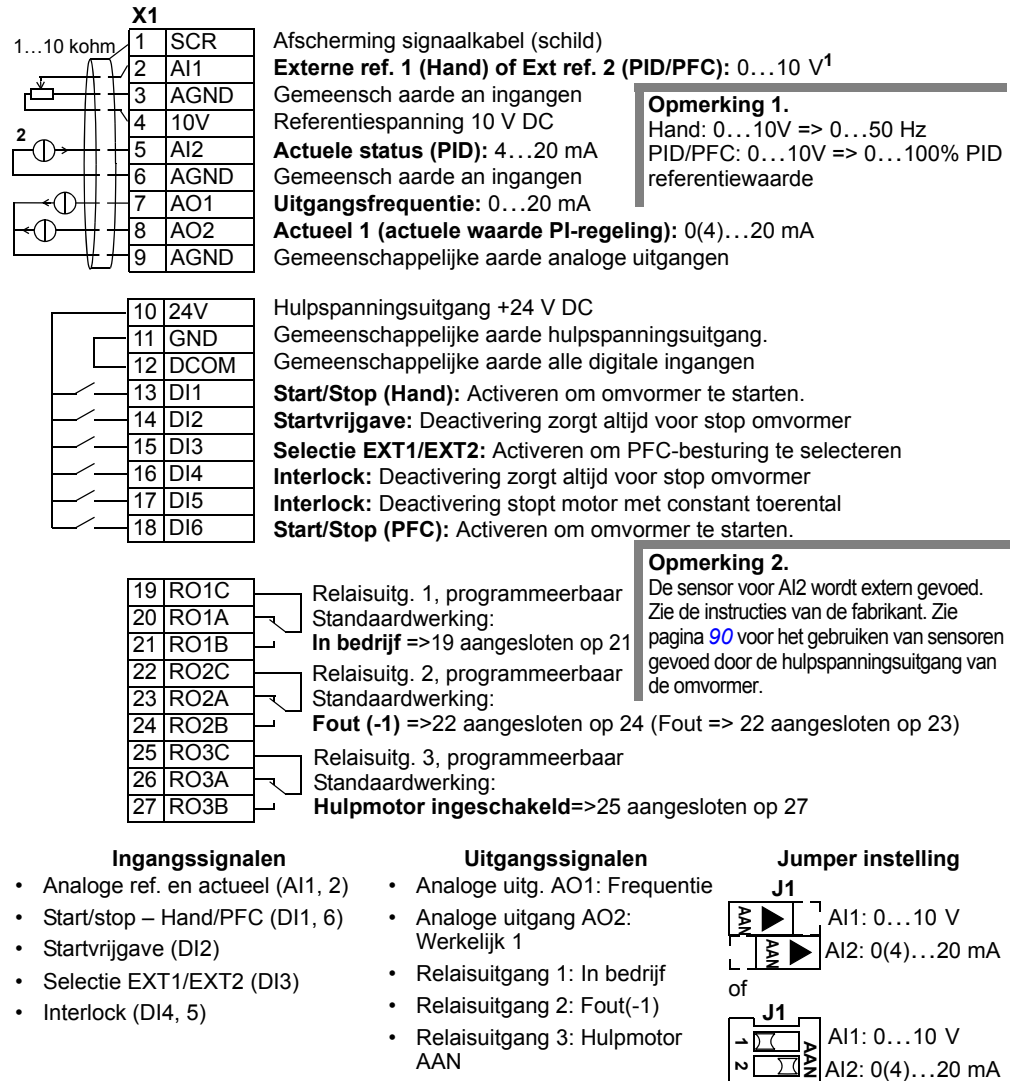 X1
1…10 kohm
1 SCR Afscherming signaalkabel (schild)
2 AI1 Externe ref. 1 (Hand) of Ext ref. 2 (PID/PFC): 0…10 V1
3 AGND Gemeensch aarde an ingangen
4 10V Referentiespanning 10 V DC
2
5 AI2 Actuele status (PID): 4…20 mA
6 AGND Gemeensch aarde an ingangen
7 AO1 Uitgangsfrequentie: 0…20 mA
8 AO2 Actueel 1 (actuele waarde PI-regeling): 0(4)…20 mA
9 AGND Gemeenschappelijke aarde analoge uitgangen
Opmerking 1.
Hand: 0…10V => 0…50 Hz
PID/PFC: 0…10V => 0…100% PID
referentiewaarde
10 24V Hulpspanningsuitgang +24 V DC
11 GND Gemeenschappelijke aarde hulpspanningsuitgang.
12 DCOM Gemeenschappelijke aarde alle digitale ingangen
13 DI1 Start/Stop (Hand): Activeren om omvormer te starten.
14 DI2 Startvrijgave: Deactivering zorgt altijd voor stop omvormer
15 DI3 Selectie EXT1/EXT2: Activeren om PFC-besturing te selecteren
16 DI4 Interlock: Deactivering zorgt altijd voor stop omvormer
17 DI5 Interlock: Deactivering stopt motor met constant toerental
18 DI6 Start/Stop (PFC): Activeren om omvormer te starten.
Opmerking 2.
De sensor voor AI2 wordt extern gevoed.
Zie de instructies van de fabrikant. Zie
pagina 90 voor het gebruiken van sensoren
gevoed door de hulpspanningsuitgang van
de omvormer.
19 RO1C Relaisuitg. 1, programmeerbaar
20 RO1A Standaardwerking:
21 RO1B In bedrijf =>19 aangesloten op 21
22 RO2C Relaisuitg. 2, programmeerbaar
23 RO2A Standaardwerking:
24 RO2B Fout (-1) =>22 aangesloten op 24 (Fout => 22 aangesloten op 23)
25 RO3C Relaisuitg. 3, programmeerbaar
26 RO3A Standaardwerking:
27 RO3B Hulpmotor ingeschakeld=>25 aangesloten op 27
Ingangssignalen
• Analoge ref. en actueel (AI1, 2)
• Start/stop – Hand/PFC (DI1, 6)
• Startvrijgave (DI2)
• Selectie EXT1/EXT2 (DI3)
• Interlock (DI4, 5)
Uitgangssignalen
• Analoge uitg. AO1: Frequentie
• Analoge uitgang AO2:
Werkelijk 1
• Relaisuitgang 1: In bedrijf
• Relaisuitgang 2: Fout(-1)
• Relaisuitgang 3: Hulpmotor
AAN
Jumper instelling
J1
AAN AI1: 0…10 V
AAN AI2: 0(4)…20 mA
of
J1
1 AI1: 0…10 V
2 AI2: 0(4)…20 mA
AAN